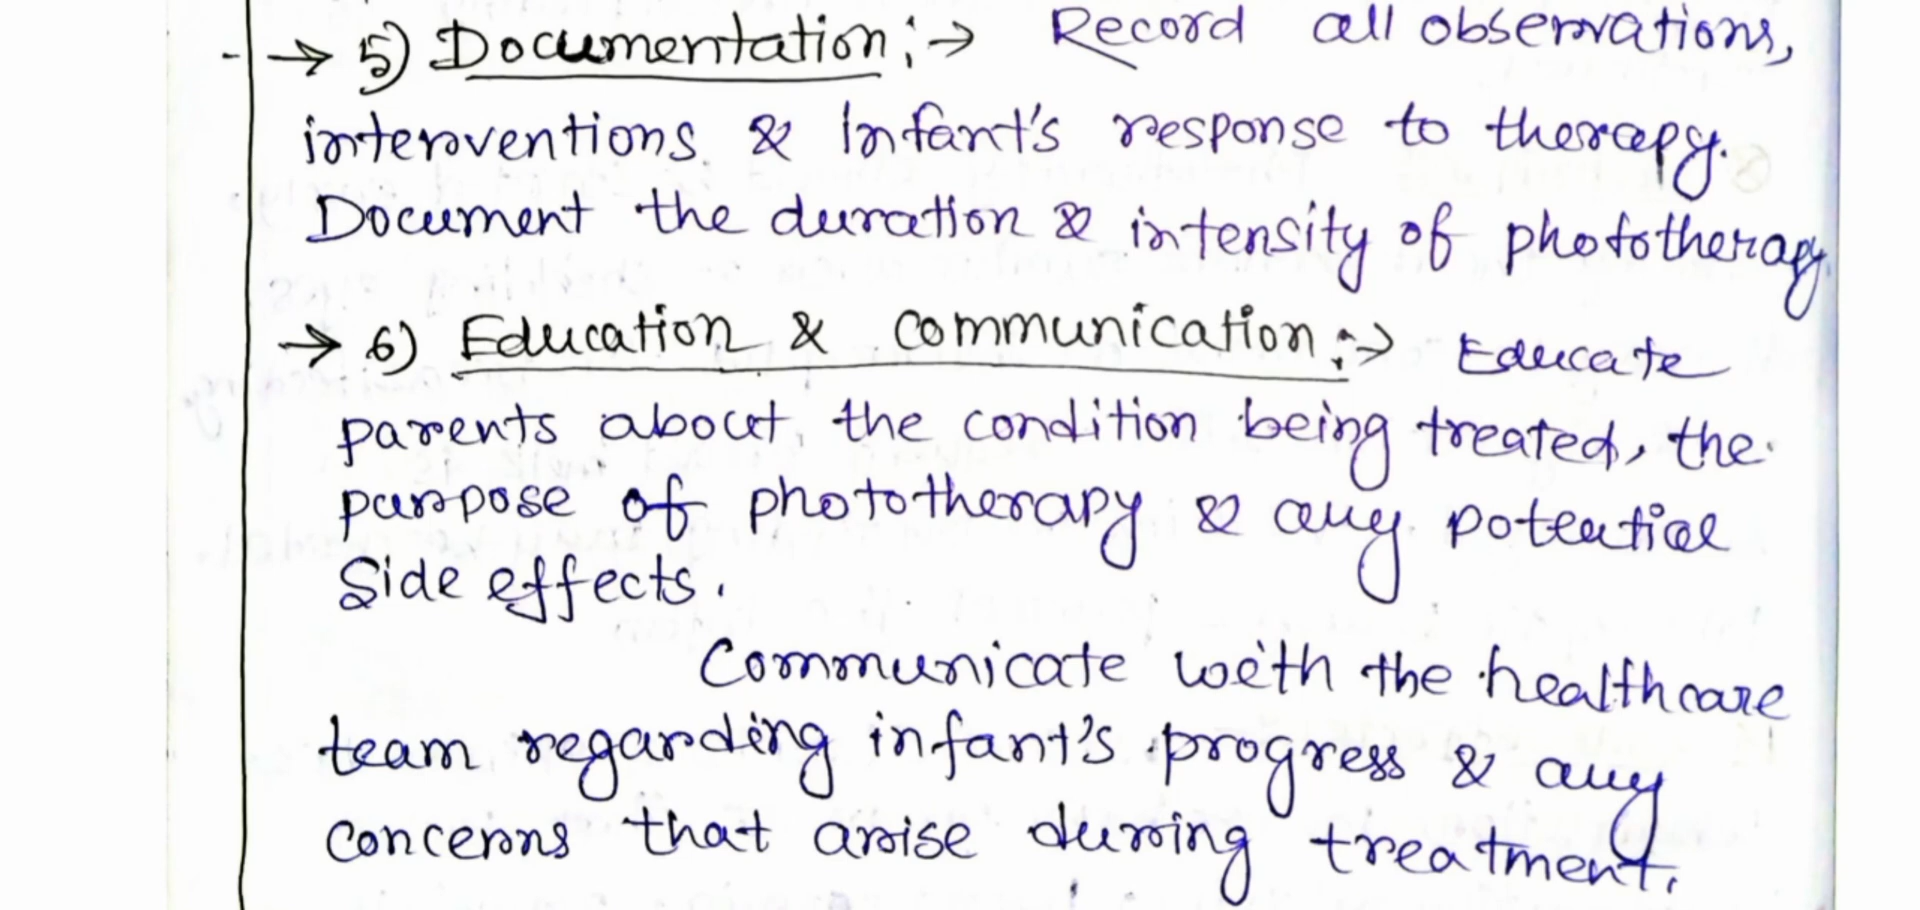 - → 5) Documentation :→ Record all observations,
interventions & Infant's response to therapy.
Document the duration & intensity of phototherapy
→ 6) Education & communication :→ Educate
parents about the condition being treated, the
purpose of phototherapy & any potential
Side effects.
Communicate with the healthcare
team regarding infant's progress & any
concerns that arise during treatment.